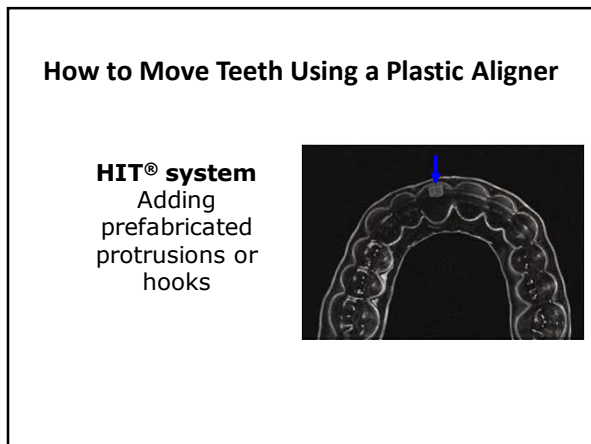 How to Move Teeth Using a Plastic Aligner
HIT® system
Adding
prefabricated
protrusions or
hooks